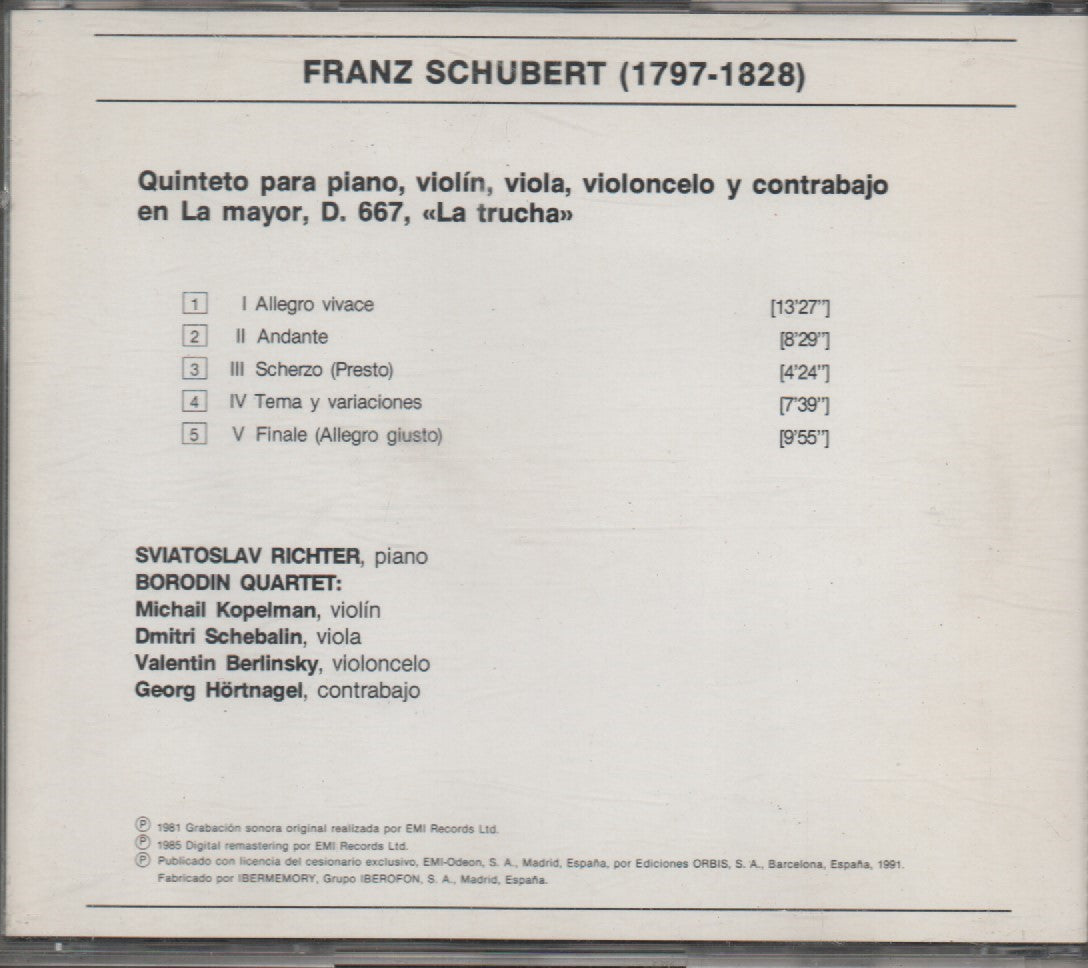 FRANZ SCHUBERT (1797-1828)
Quinteto para piano, violín, viola, violoncelo y contrabajo
en La mayor, D. 667, «La trucha»
1 I Allegro vivace [13'27"]
2 II Andante [8'29"]
3 III Scherzo (Presto) [4'24"]
4 IV Tema y variaciones [7'39"]
5 V Finale (Allegro giusto) [9'55"]
SVIATOSLAV RICHTER, piano
BORODIN QUARTET:
Michail Kopelman, violín
Dmitri Schebalin, viola
Valentin Berlinsky, violoncelo
Georg Hörtnagel, contrabajo
Ⓟ 1981 Grabación sonora original realizada por EMI Records Ltd.
Ⓟ 1985 Digital remastering por EMI Records Ltd.
Ⓟ Publicado con licencia del cesionario exclusivo, EMI-Odeon, S. A., Madrid, España, por Ediciones ORBIS, S. A., Barcelona, España, 1991.
Fabricado por IBERMEMORY, Grupo IBEROFON, S. A., Madrid, España.